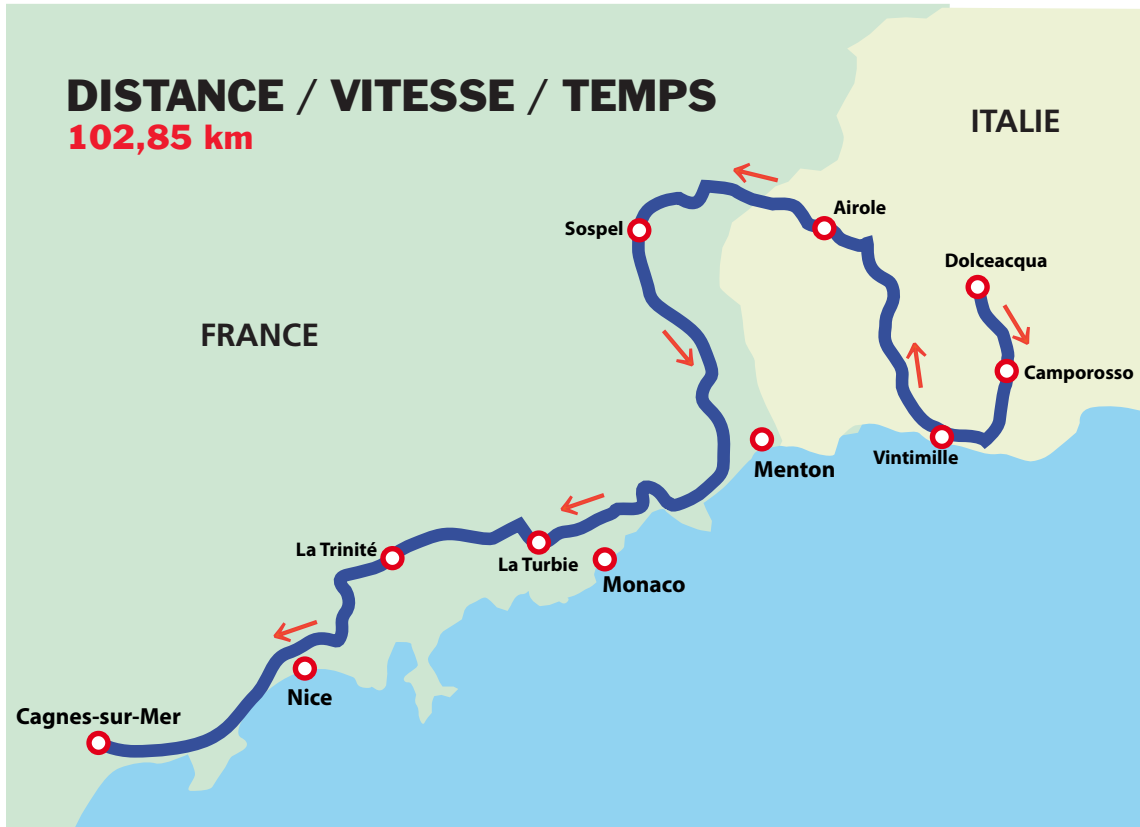 DISTANCE / VITESSE / TEMPS
102,85 km
ITALIE
Airole
Sospel
Dolceacqua
FRANCE
Camporosso
Vintimille
Menton
La Trinité
La Turbie
Monaco
Nice
Cagnes-sur-Mer